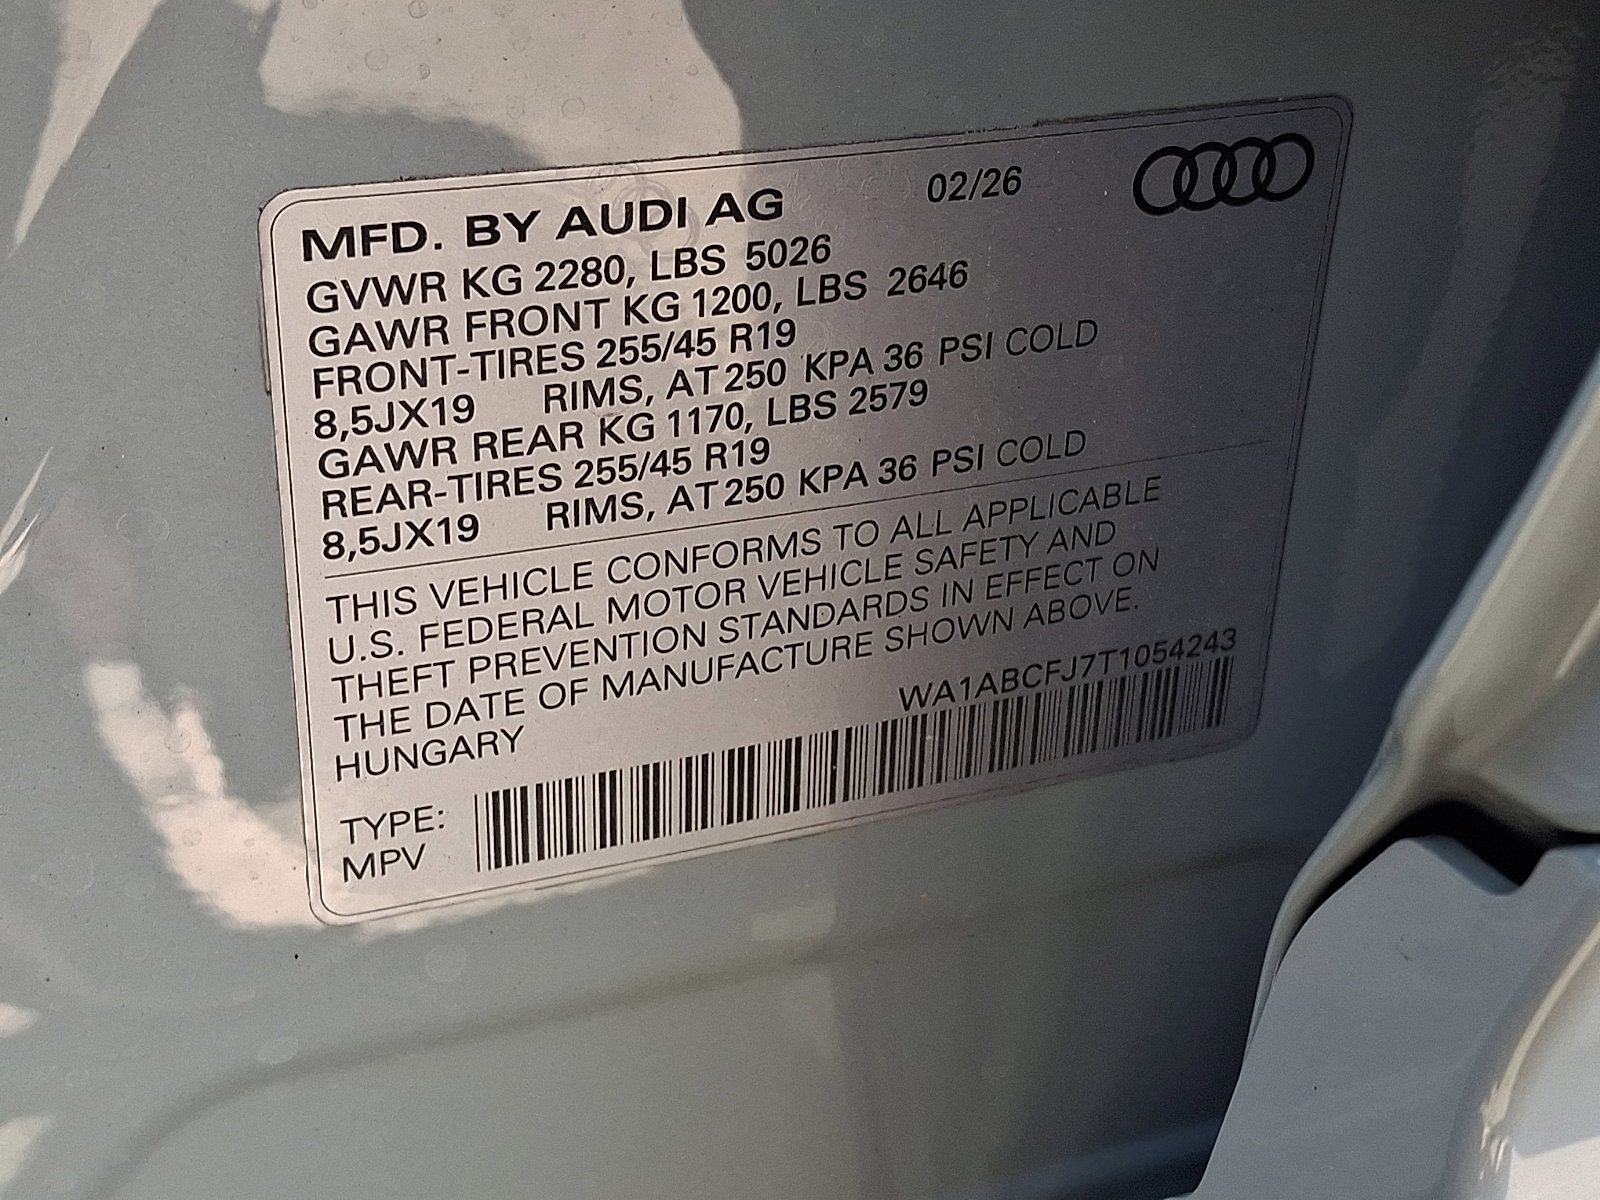 MFD. BY AUDI AG 02/26
GVWR KG 2280, LBS 5026
GAWR FRONT KG 1200, LBS 2646
FRONT-TIRES 255/45 R19
8,5JX19 RIMS, AT 250 KPA 36 PSI COLD
GAWR REAR KG 1170, LBS 2579
REAR-TIRES 255/45 R19
8,5JX19 RIMS, AT 250 KPA 36 PSI COLD
THIS VEHICLE CONFORMS TO ALL APPLICABLE
U.S. FEDERAL MOTOR VEHICLE SAFETY AND
THEFT PREVENTION STANDARDS IN EFFECT ON
THE DATE OF MANUFACTURE SHOWN ABOVE.
HUNGARY
WA1ABCFJ7T1054243
TYPE:
MPV